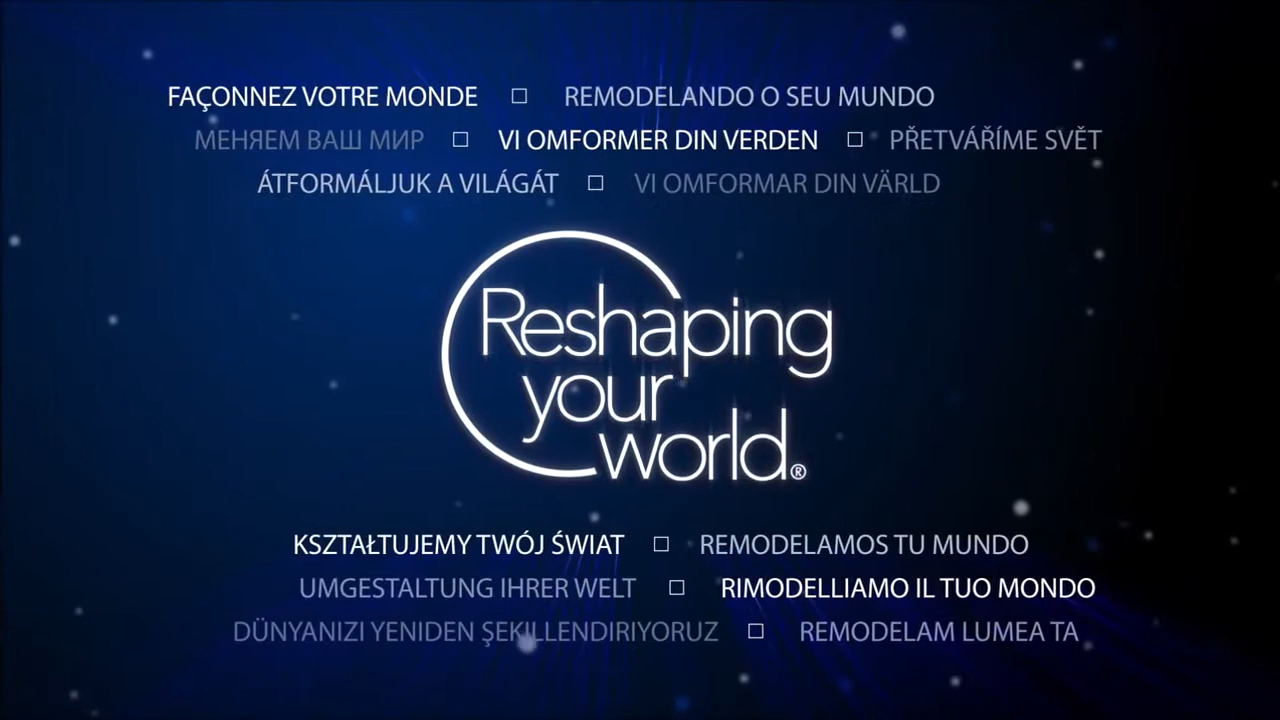 FAÇONNEZ VOTRE MONDE □ REMODELANDO O SEU MUNDO
МЕНЯЕМ ВАШ МИР □ VI OMFORMER DIN VERDEN □ PŘETVÁŘÍME SVĚT
ÁTFORMÁLJUK A VILÁGÁT □ VI OMFORMAR DIN VÄRLD
Reshaping
your
world.®
KSZTAŁTUJEMY TWÓJ ŚWIAT □ REMODELAMOS TU MUNDO
UMGESTALTUNG IHRER WELT □ RIMODELLIAMO IL TUO MONDO
DÜNYANIZI YENIDEN ŞEKILLENDIRIYORUZ □ REMODELAM LUMEA TA